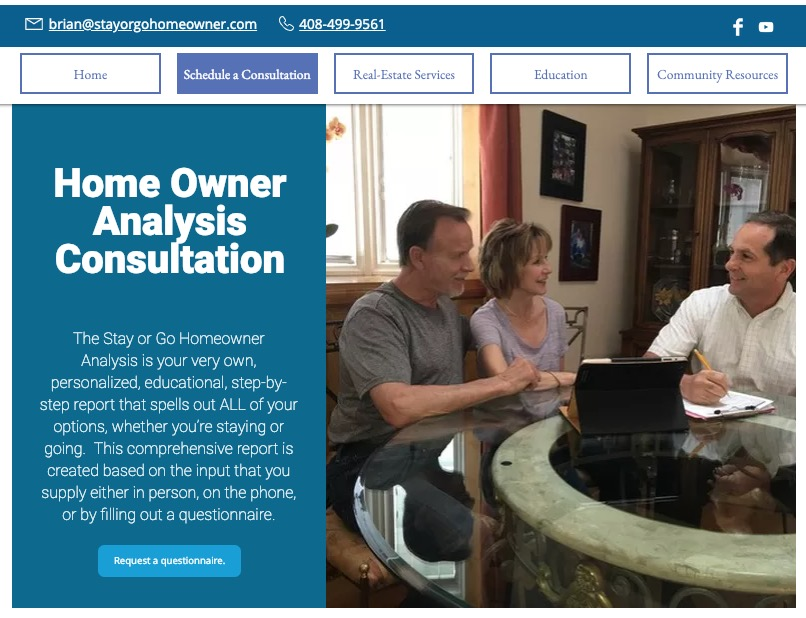 brian@stayorgohomeowner.com 408-499-9561
Home Schedule a Consultation Real-Estate Services Education Community Resources
Home Owner
Analysis
Consultation
The Stay or Go Homeowner
Analysis is your very own,
personalized, educational, step-by-
step report that spells out ALL of your
options, whether you're staying or
going.  This comprehensive report is
created based on the input that you
supply either in person, on the phone,
or by filling out a questionnaire.
Request a questionnaire.